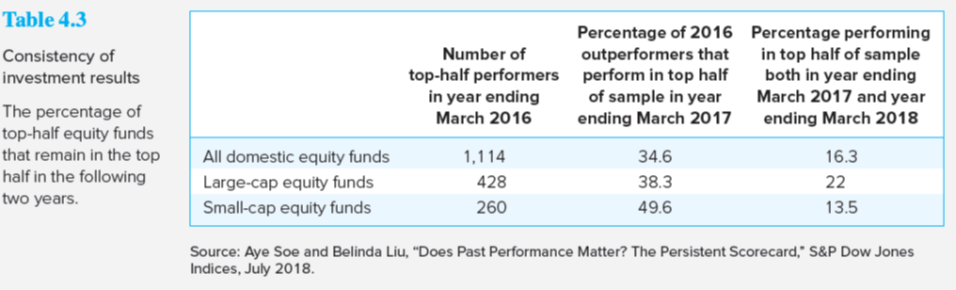 Table 4.3
Consistency of
investment results
The percentage of
top-half equity funds
that remain in the top
half in the following
two years.
Number of
top-half performers
in year ending
March 2016
Percentage of 2016
outperformers that
perform in top half
of sample in year
ending March 2017
Percentage performing
in top half of sample
both in year ending
March 2017 and year
ending March 2018
All domestic equity funds 1,114 34.6 16.3
Large-cap equity funds 428 38.3 22
Small-cap equity funds 260 49.6 13.5
Source: Aye Soe and Belinda Liu, “Does Past Performance Matter? The Persistent Scorecard,” S&P Dow Jones
Indices, July 2018.